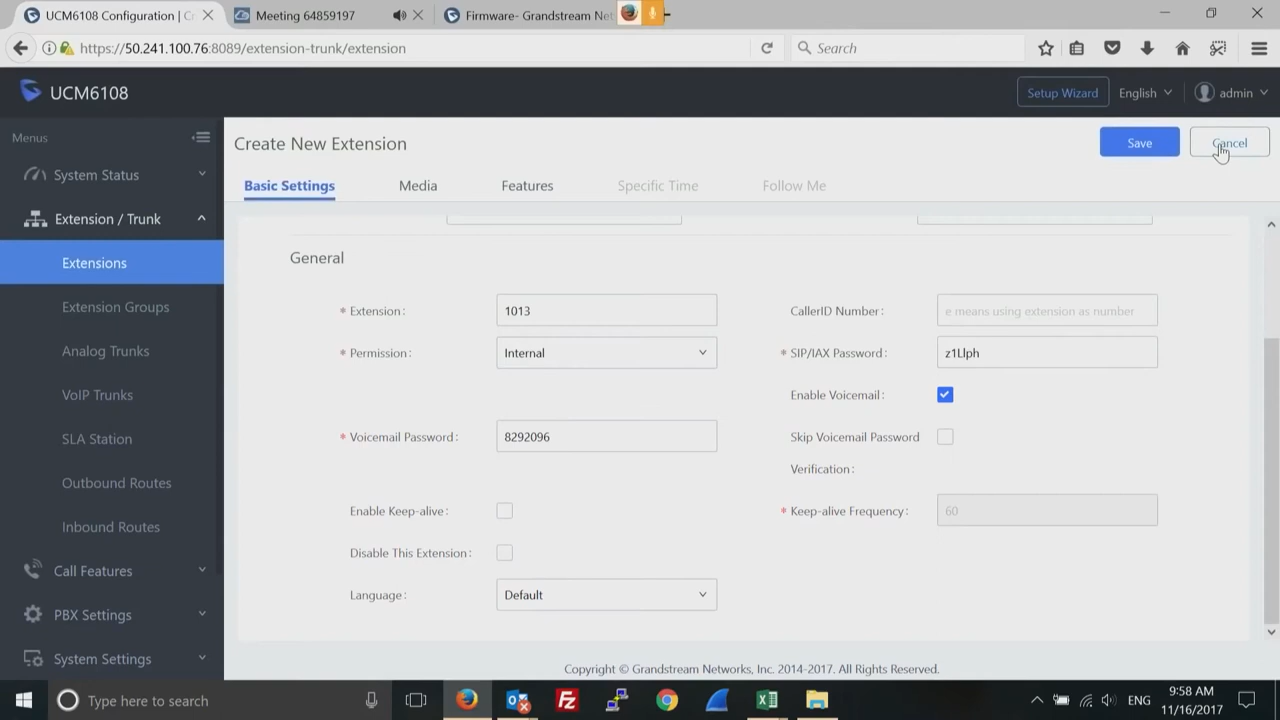 UCM6108 Configuration | C
Meeting 64859197
Firmware- Grandstream Net
https://50.241.100.76:8089/extension-trunk/extension
Search
UCM6108
Setup Wizard
English
admin
Menus
System Status
Extension / Trunk
Extensions
Extension Groups
Analog Trunks
VoIP Trunks
SLA Station
Outbound Routes
Inbound Routes
Call Features
PBX Settings
System Settings
Create New Extension
Save
Cancel
Basic Settings
Media
Features
Specific Time
Follow Me
General
* Extension: 1013
CallerID Number: e means using extension as number
* Permission: Internal
* SIP/IAX Password: z1Llph
Enable Voicemail:
* Voicemail Password: 8292096
Skip Voicemail Password
Verification:
Enable Keep-alive:
* Keep-alive Frequency: 60
Disable This Extension:
Language: Default
Copyright © Grandstream Networks, Inc. 2014-2017. All Rights Reserved.
Type here to search
ENG
9:58 AM
11/16/2017